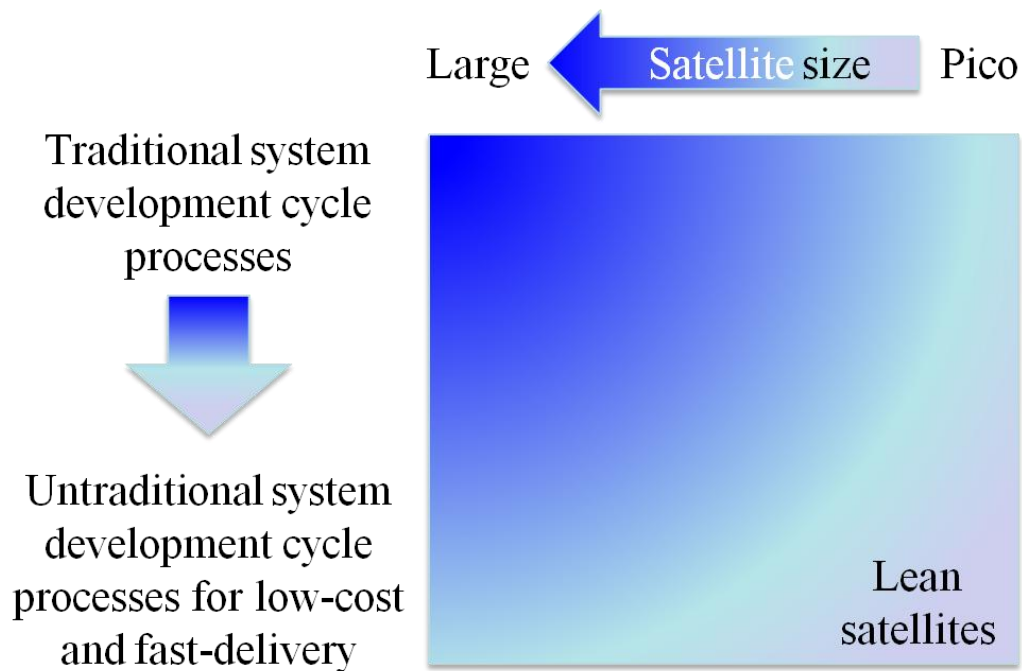 Large Satellite size Pico
Traditional system
development cycle
processes
Untraditional system
development cycle
processes for low-cost
and fast-delivery
Lean
satellites